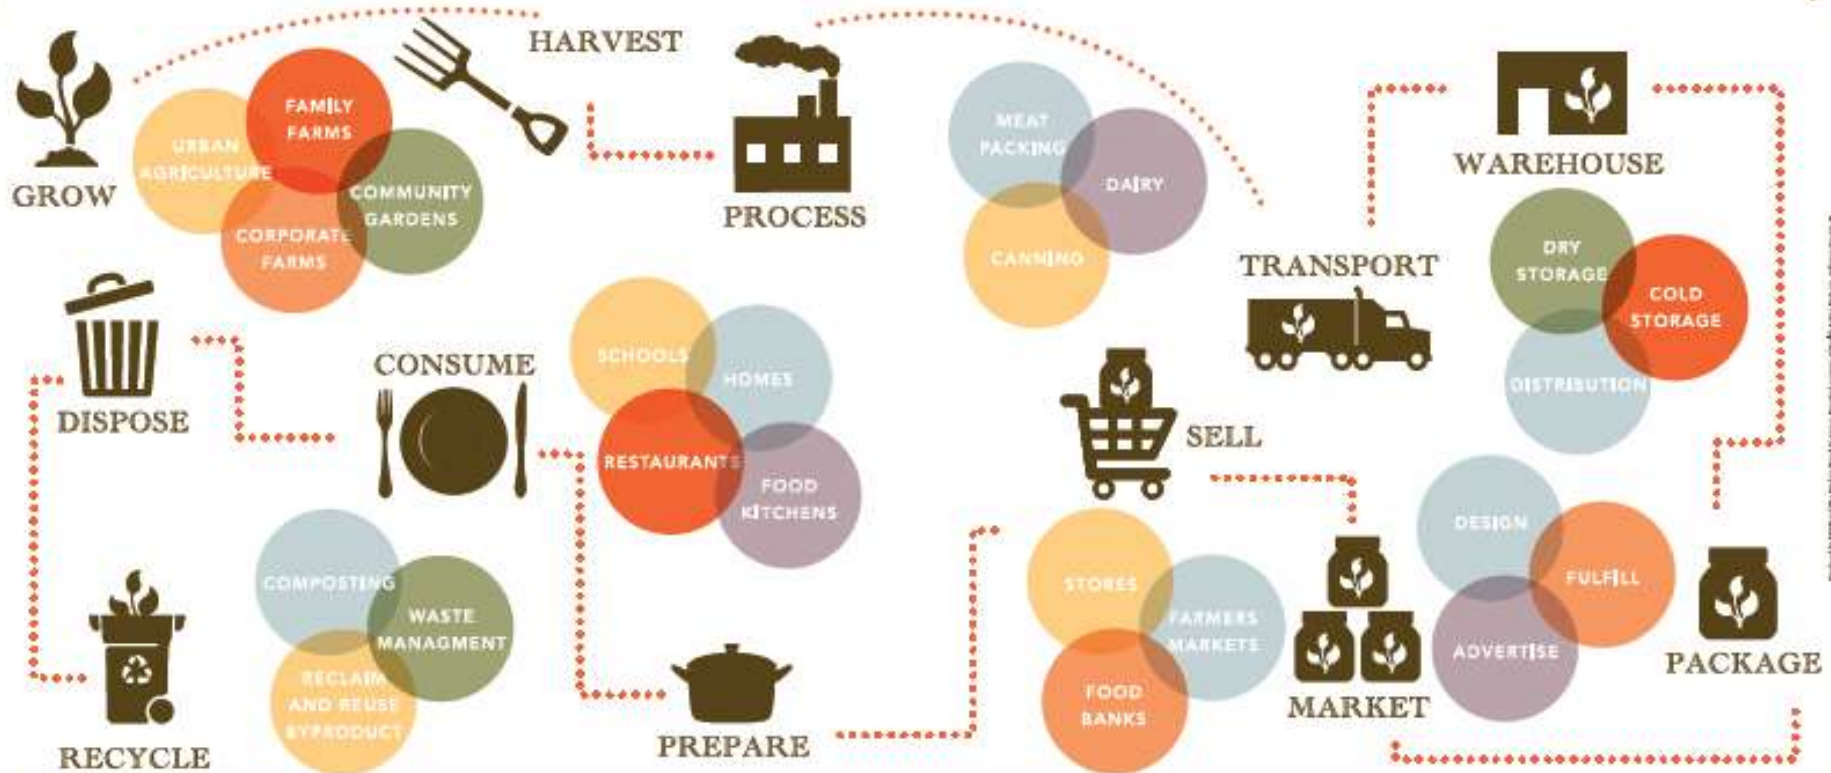 GROW
URBAN
AGRICULTURE
FAMILY
FARMS
COMMUNITY
GARDENS
CORPORATE
FARMS
HARVEST
PROCESS
MEAT
PACKING
DAIRY
CANNING
TRANSPORT
WAREHOUSE
DRY
STORAGE
COLD
STORAGE
DISTRIBUTION
PACKAGE
DESIGN
FULFILL
ADVERTISE
MARKET
SELL
STORES
FARMERS
MARKETS
FOOD
BANKS
PREPARE
SCHOOLS
HOMES
RESTAURANTS
FOOD
KITCHENS
CONSUME
DISPOSE
COMPOSTING
WASTE
MANAGMENT
RECLAIM
AND REUSE
BYPRODUCT
RECYCLE